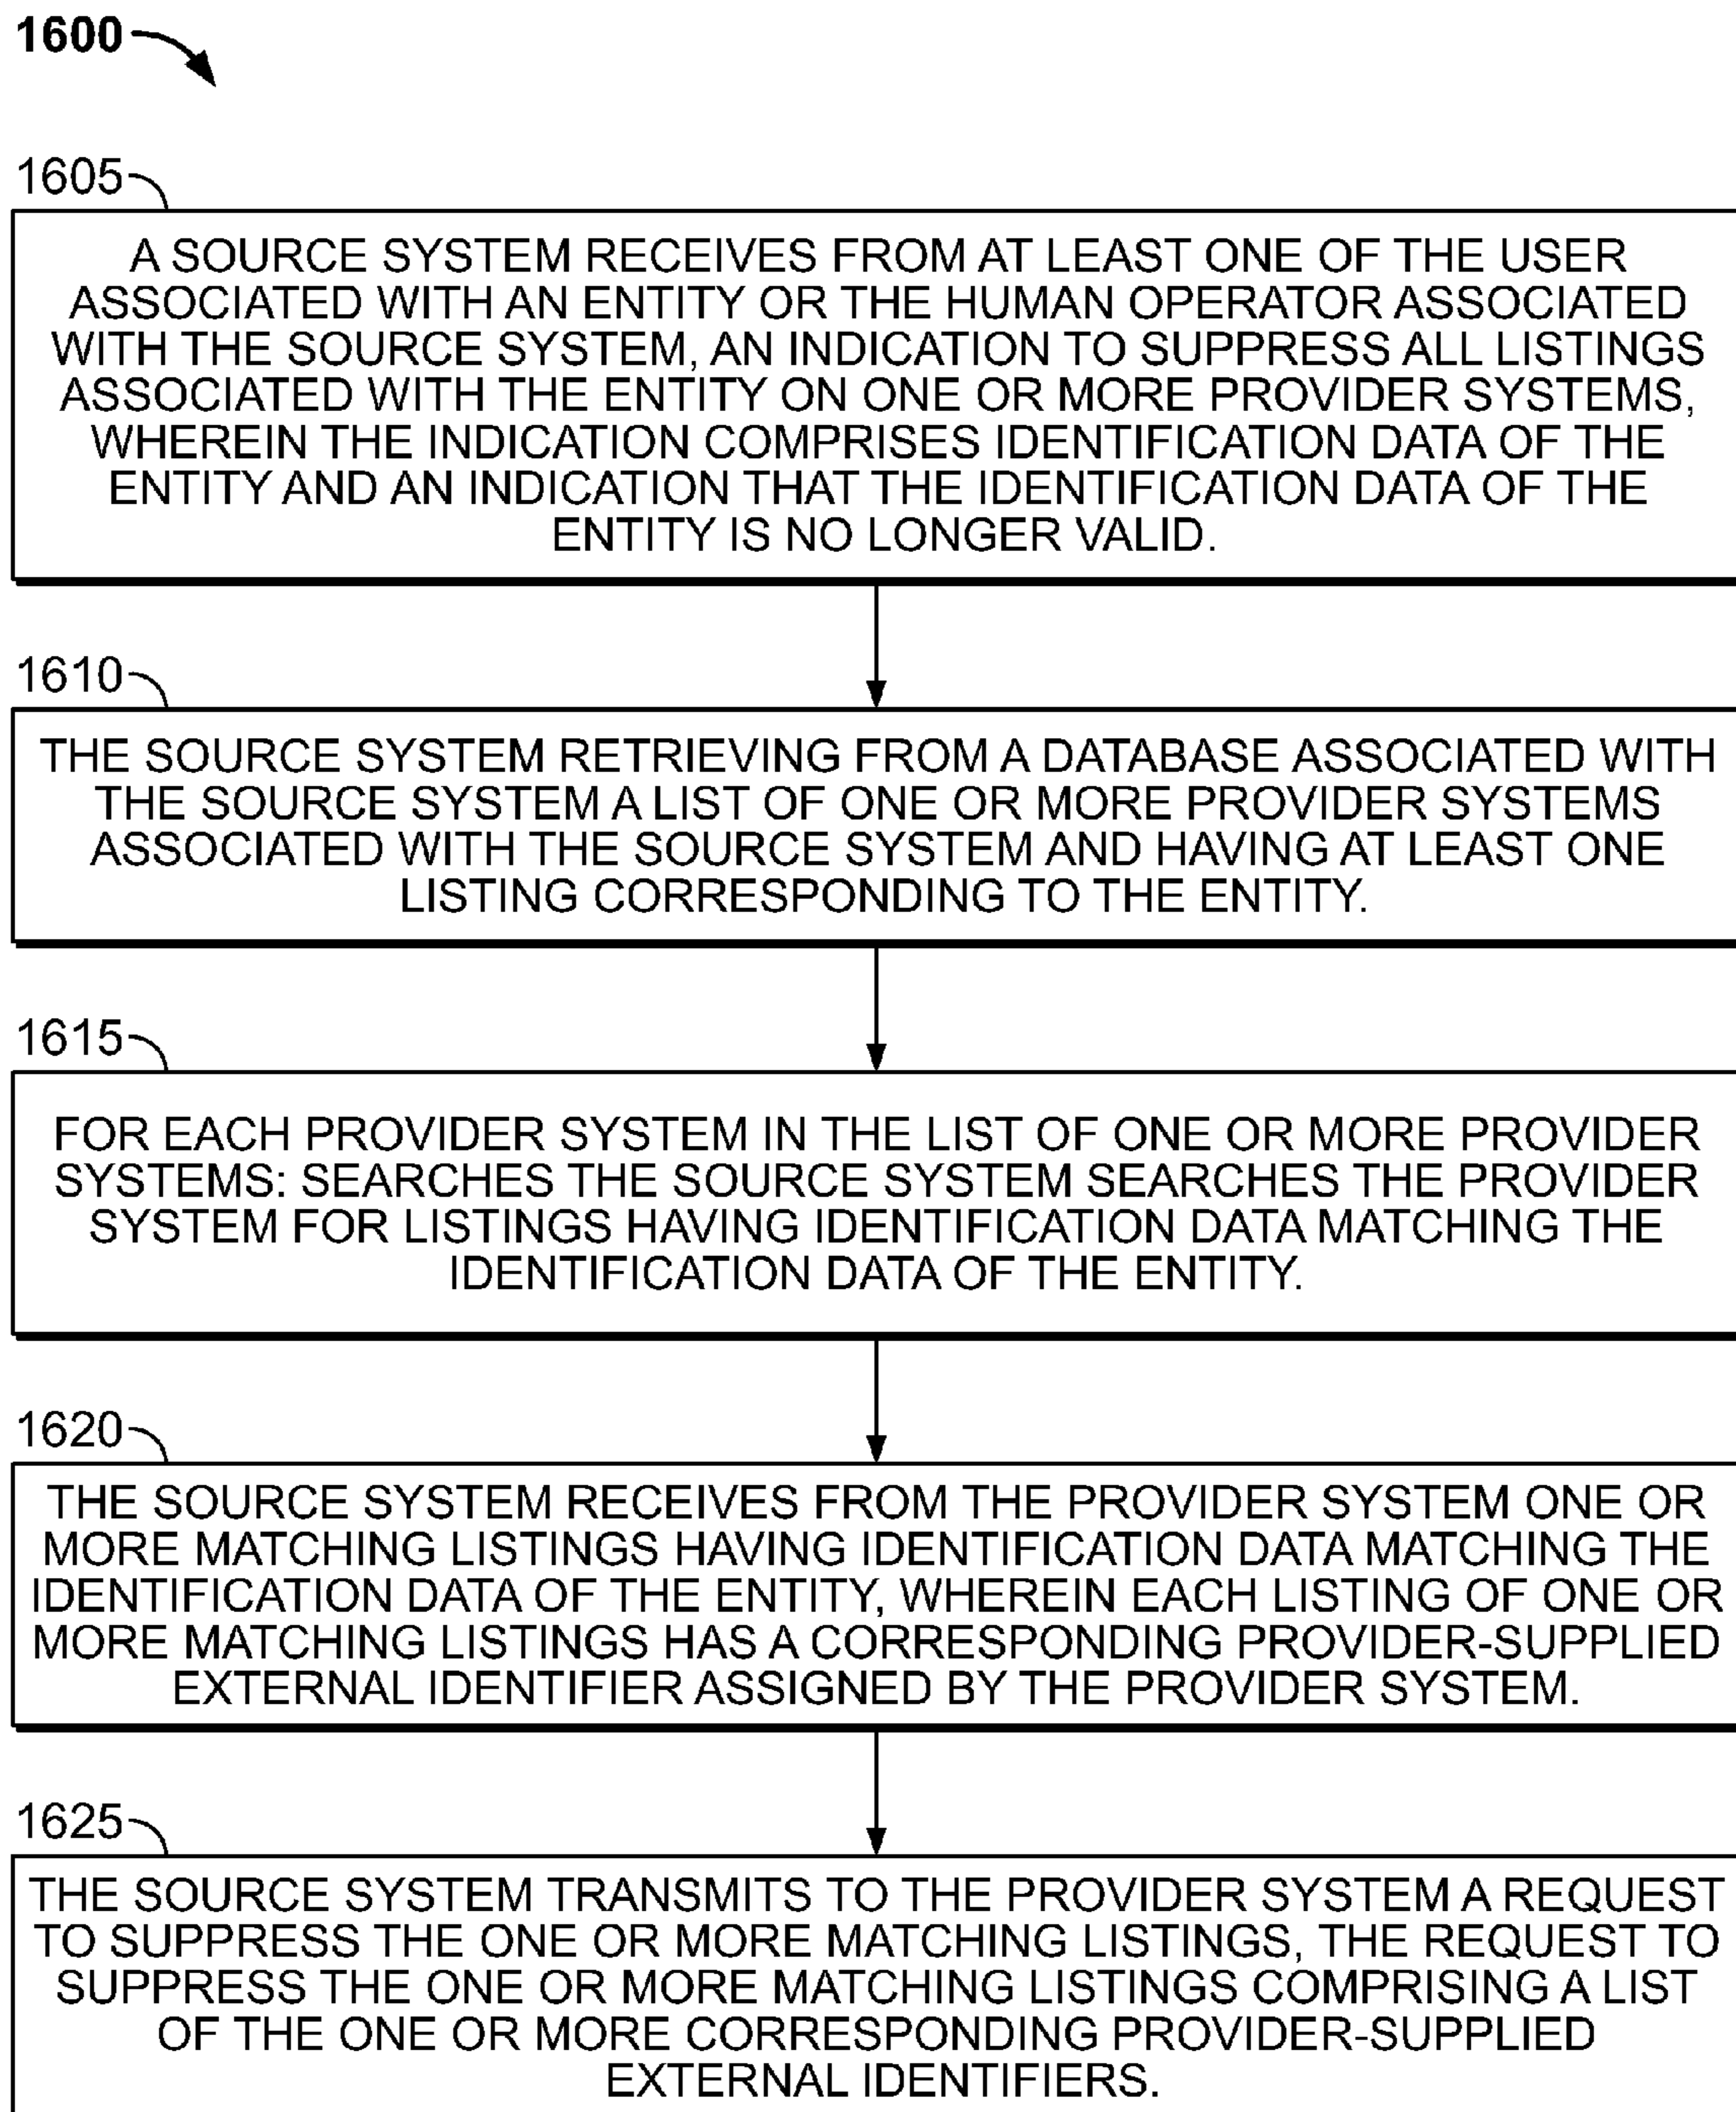 1600
1605
A SOURCE SYSTEM RECEIVES FROM AT LEAST ONE OF THE USER
ASSOCIATED WITH AN ENTITY OR THE HUMAN OPERATOR ASSOCIATED
WITH THE SOURCE SYSTEM, AN INDICATION TO SUPPRESS ALL LISTINGS
ASSOCIATED WITH THE ENTITY ON ONE OR MORE PROVIDER SYSTEMS,
WHEREIN THE INDICATION COMPRISES IDENTIFICATION DATA OF THE
ENTITY AND AN INDICATION THAT THE IDENTIFICATION DATA OF THE
ENTITY IS NO LONGER VALID.
1610
THE SOURCE SYSTEM RETRIEVING FROM A DATABASE ASSOCIATED WITH
THE SOURCE SYSTEM A LIST OF ONE OR MORE PROVIDER SYSTEMS
ASSOCIATED WITH THE SOURCE SYSTEM AND HAVING AT LEAST ONE
LISTING CORRESPONDING TO THE ENTITY.
1615
FOR EACH PROVIDER SYSTEM IN THE LIST OF ONE OR MORE PROVIDER
SYSTEMS: SEARCHES THE SOURCE SYSTEM SEARCHES THE PROVIDER
SYSTEM FOR LISTINGS HAVING IDENTIFICATION DATA MATCHING THE
IDENTIFICATION DATA OF THE ENTITY.
1620
THE SOURCE SYSTEM RECEIVES FROM THE PROVIDER SYSTEM ONE OR
MORE MATCHING LISTINGS HAVING IDENTIFICATION DATA MATCHING THE
IDENTIFICATION DATA OF THE ENTITY, WHEREIN EACH LISTING OF ONE OR
MORE MATCHING LISTINGS HAS A CORRESPONDING PROVIDER-SUPPLIED
EXTERNAL IDENTIFIER ASSIGNED BY THE PROVIDER SYSTEM.
1625
THE SOURCE SYSTEM TRANSMITS TO THE PROVIDER SYSTEM A REQUEST
TO SUPPRESS THE ONE OR MORE MATCHING LISTINGS, THE REQUEST TO
SUPPRESS THE ONE OR MORE MATCHING LISTINGS COMPRISING A LIST
OF THE ONE OR MORE CORRESPONDING PROVIDER-SUPPLIED
EXTERNAL IDENTIFIERS.